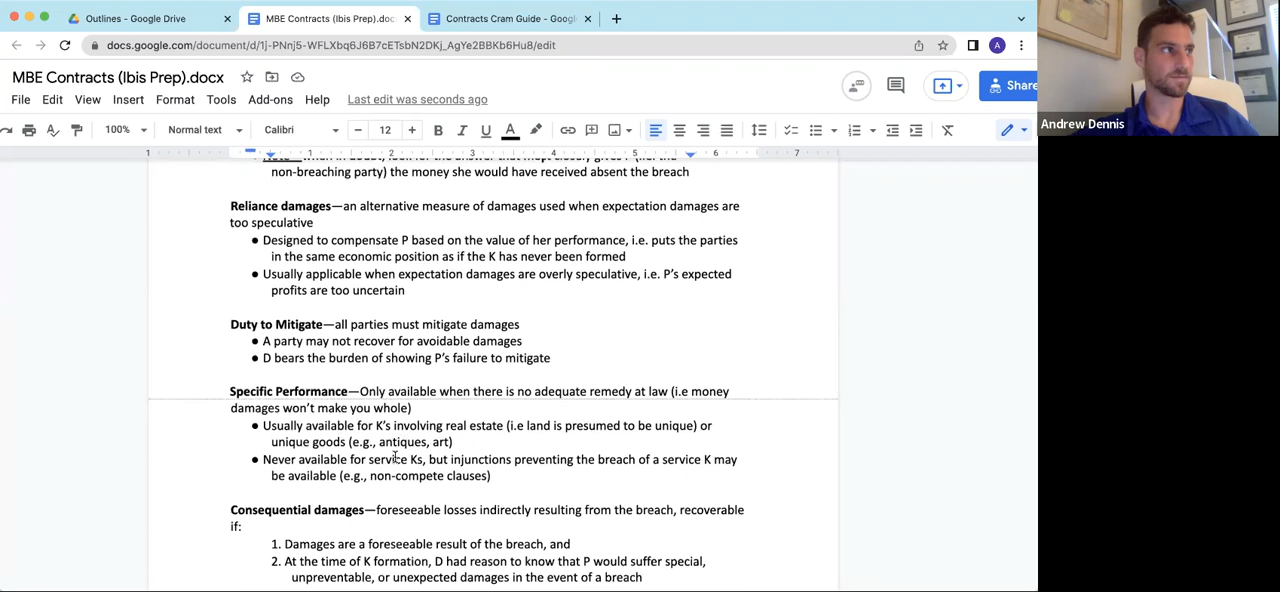 Outlines - Google Drive
MBE Contracts (Ibis Prep).doc
Contracts Cram Guide - Goog
docs.google.com/document/d/1j-PNnj5-WFLXbq6J6B7cETsbN2DKj_AgYe2BBKb6Hu8/edit
A
MBE Contracts (Ibis Prep).docx
File Edit View Insert Format Tools Add-ons Help Last edit was seconds ago
Share
Andrew Dennis
100% Normal text Calibri 12 B I U A
1 1 2 3 4 5 6 7
non-breaching party) the money she would have received absent the breach
Reliance damages—an alternative measure of damages used when expectation damages are
too speculative
● Designed to compensate P based on the value of her performance, i.e. puts the parties
in the same economic position as if the K has never been formed
● Usually applicable when expectation damages are overly speculative, i.e. P’s expected
profits are too uncertain
Duty to Mitigate—all parties must mitigate damages
● A party may not recover for avoidable damages
● D bears the burden of showing P’s failure to mitigate
Specific Performance—Only available when there is no adequate remedy at law (i.e money
damages won’t make you whole)
● Usually available for K’s involving real estate (i.e land is presumed to be unique) or
unique goods (e.g., antiques, art)
● Never available for service Ks, but injunctions preventing the breach of a service K may
be available (e.g., non-compete clauses)
Consequential damages—foreseeable losses indirectly resulting from the breach, recoverable
if:
1. Damages are a foreseeable result of the breach, and
2. At the time of K formation, D had reason to know that P would suffer special,
unpreventable, or unexpected damages in the event of a breach